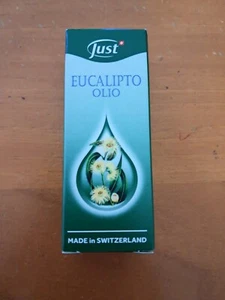 Just
EUCALIPTO
OLIO
MADE in SWITZERLAND